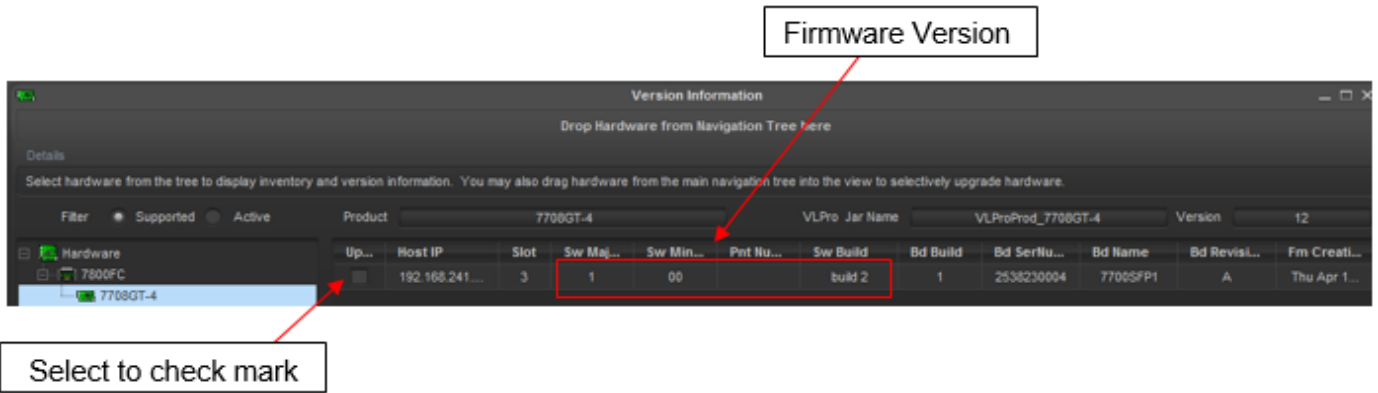 Firmware Version
Version Information
Drop Hardware from Navigation Tree here
Details
Select hardware from the tree to display inventory and version information. You may also drag hardware from the main navigation tree into the view to selectively upgrade hardware.
Filter Supported Active Product 7708GT-4 VLPro Jar Name VLProProd_7708GT-4 Version 12
Hardware Up... Host IP Slot Sw Maj... Sw Min... Pnt Nu... Sw Build Bd Build Bd SerNu... Bd Name Bd Revisi... Fm Creati...
7800FC 192.168.241.... 3 1 00 build 2 1 2538230004 7700SFP1 A Thu Apr 1...
7708GT-4
Select to check mark